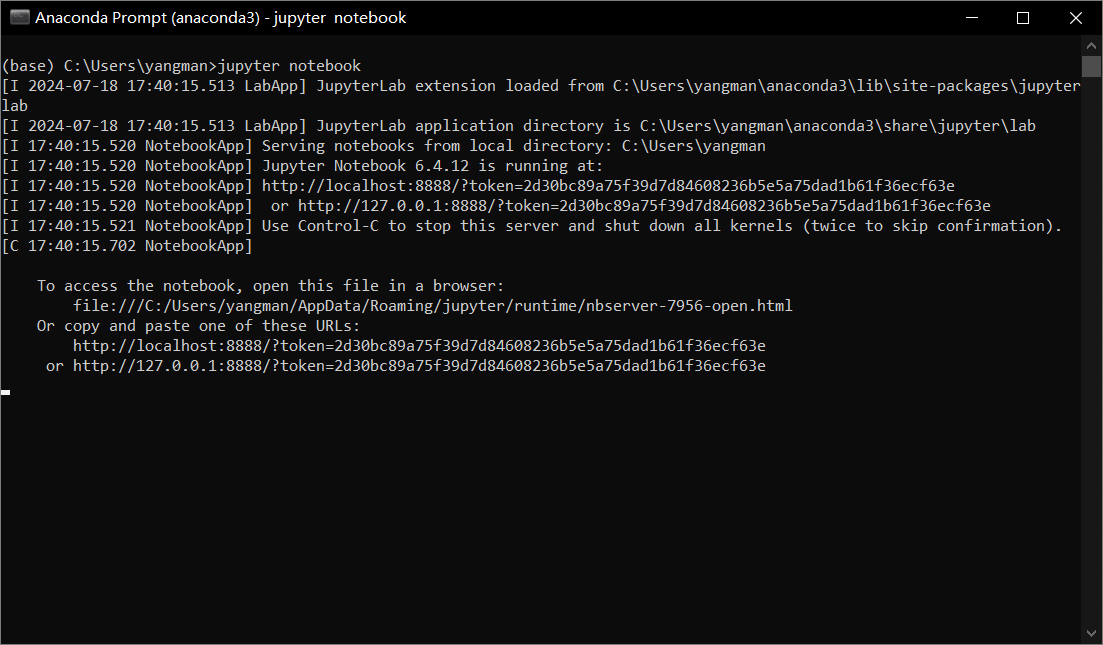 Anaconda Prompt (anaconda3) - jupyter  notebook
(base) C:\Users\yangman>jupyter notebook
[I 2024-07-18 17:40:15.513 LabApp] JupyterLab extension loaded from C:\Users\yangman\anaconda3\lib\site-packages\jupyter
lab
[I 2024-07-18 17:40:15.513 LabApp] JupyterLab application directory is C:\Users\yangman\anaconda3\share\jupyter\lab
[I 17:40:15.520 NotebookApp] Serving notebooks from local directory: C:\Users\yangman
[I 17:40:15.520 NotebookApp] Jupyter Notebook 6.4.12 is running at:
[I 17:40:15.520 NotebookApp] http://localhost:8888/?token=2d30bc89a75f39d7d84608236b5e5a75dad1b61f36ecf63e
[I 17:40:15.520 NotebookApp]  or http://127.0.0.1:8888/?token=2d30bc89a75f39d7d84608236b5e5a75dad1b61f36ecf63e
[I 17:40:15.521 NotebookApp] Use Control-C to stop this server and shut down all kernels (twice to skip confirmation).
[C 17:40:15.702 NotebookApp]
    To access the notebook, open this file in a browser:
        file:///C:/Users/yangman/AppData/Roaming/jupyter/runtime/nbserver-7956-open.html
    Or copy and paste one of these URLs:
        http://localhost:8888/?token=2d30bc89a75f39d7d84608236b5e5a75dad1b61f36ecf63e
     or http://127.0.0.1:8888/?token=2d30bc89a75f39d7d84608236b5e5a75dad1b61f36ecf63e